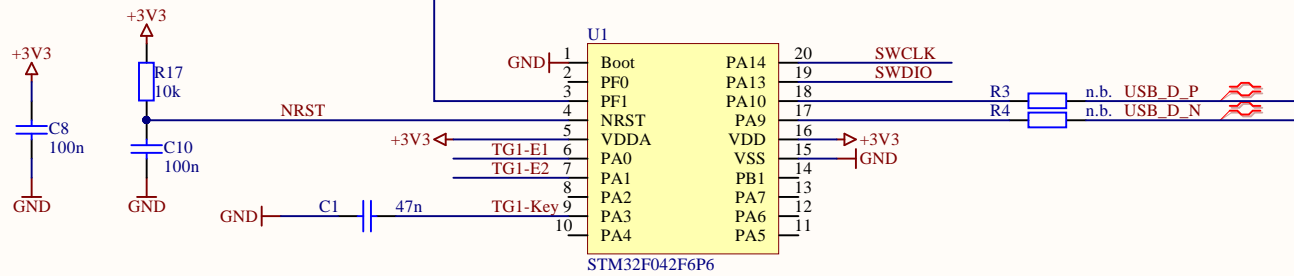 +3V3
C8
100n
GND
+3V3
R17
10k
NRST
C10
100n
GND
GND
C1
47n
TG1-Key
+3V3
TG1-E1
TG1-E2
U1
GND
1 Boot PA14 20 SWCLK
2 PF0 PA13 19 SWDIO
3 PF1 PA10 18 R3 n.b. USB_D_P
4 NRST PA9 17 R4 n.b. USB_D_N
5 VDDA VDD 16 +3V3
6 PA0 VSS 15 GND
7 PA1 PB1 14
8 PA2 PA7 13
9 PA3 PA6 12
10 PA4 PA5 11
STM32F042F6P6